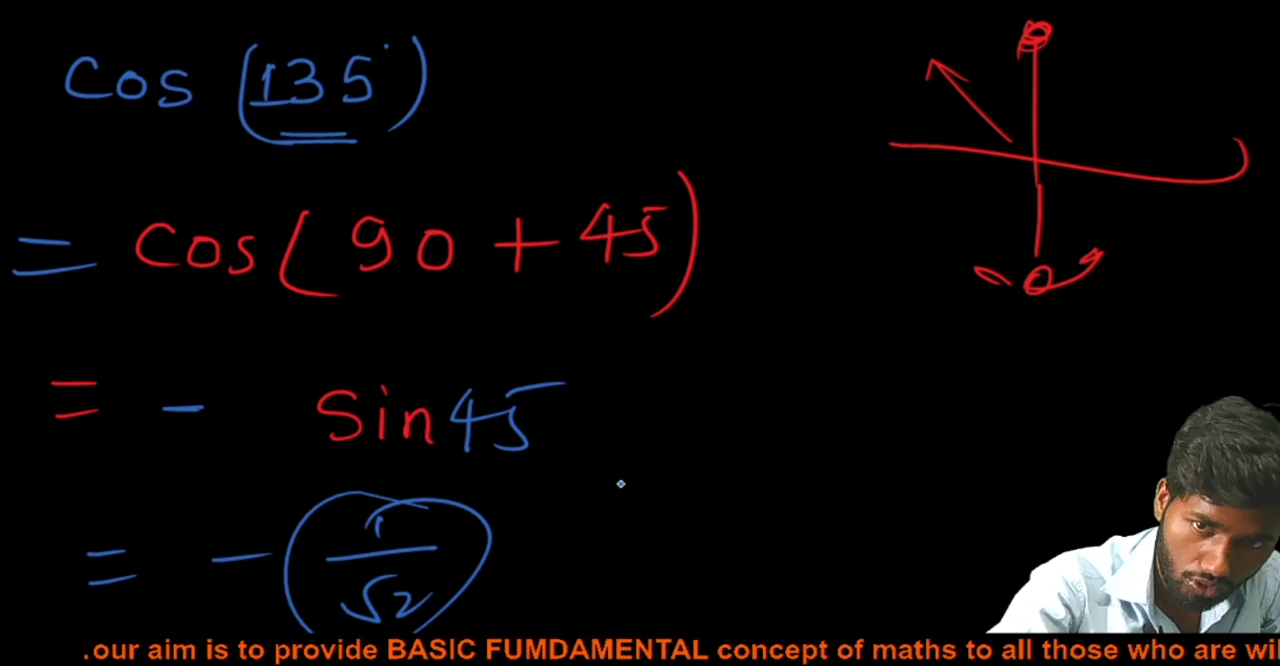 cos (135°)
= cos ( 90 + 45 )
= - sin 45
= - 1/√2
.our aim is to provide BASIC FUMDAMENTAL concept of maths to all those who are wi